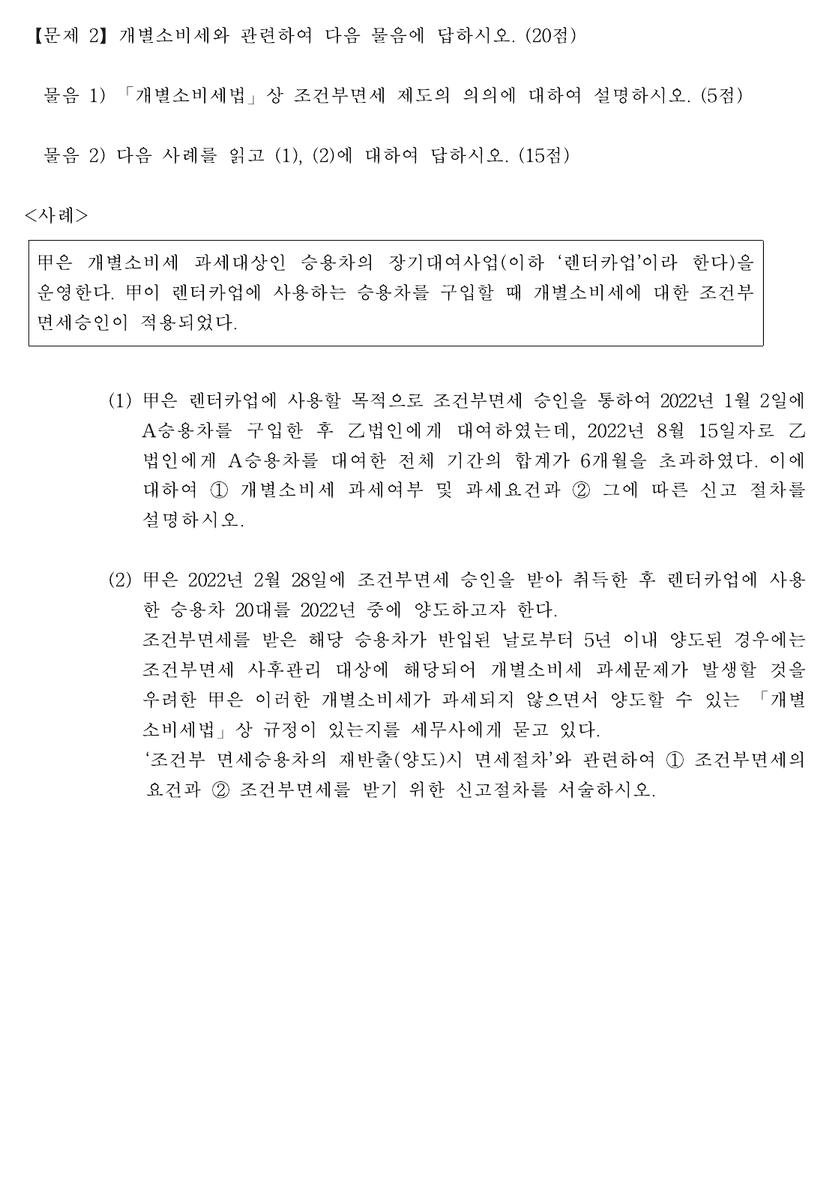 【문제 2】 개별소비세와 관련하여 다음 물음에 답하시오. (20점)
물음 1) 「개별소비세법」상 조건부면세 제도의 의의에 대하여 설명하시오. (5점)
물음 2) 다음 사례를 읽고 (1), (2)에 대하여 답하시오. (15점)
<사례>
甲은 개별소비세 과세대상인 승용차의 장기대여사업(이하 ‘렌터카업’이라 한다)을
운영한다. 甲이 렌터카업에 사용하는 승용차를 구입할 때 개별소비세에 대한 조건부
면세승인이 적용되었다.
(1) 甲은 렌터카업에 사용할 목적으로 조건부면세 승인을 통하여 2022년 1월 2일에
A승용차를 구입한 후 乙법인에게 대여하였는데, 2022년 8월 15일자로 乙
법인에게 A승용차를 대여한 전체 기간의 합계가 6개월을 초과하였다. 이에
대하여 ① 개별소비세 과세여부 및 과세요건과 ② 그에 따른 신고 절차를
설명하시오.
(2) 甲은 2022년 2월 28일에 조건부면세 승인을 받아 취득한 후 렌터카업에 사용
한 승용차 20대를 2022년 중에 양도하고자 한다.
조건부면세를 받은 해당 승용차가 반입된 날로부터 5년 이내 양도된 경우에는
조건부면세 사후관리 대상에 해당되어 개별소비세 과세문제가 발생할 것을
우려한 甲은 이러한 개별소비세가 과세되지 않으면서 양도할 수 있는 「개별
소비세법」상 규정이 있는지를 세무사에게 묻고 있다.
‘조건부 면세승용차의 재반출(양도)시 면세절차’와 관련하여 ① 조건부면세의
요건과 ② 조건부면세를 받기 위한 신고절차를 서술하시오.